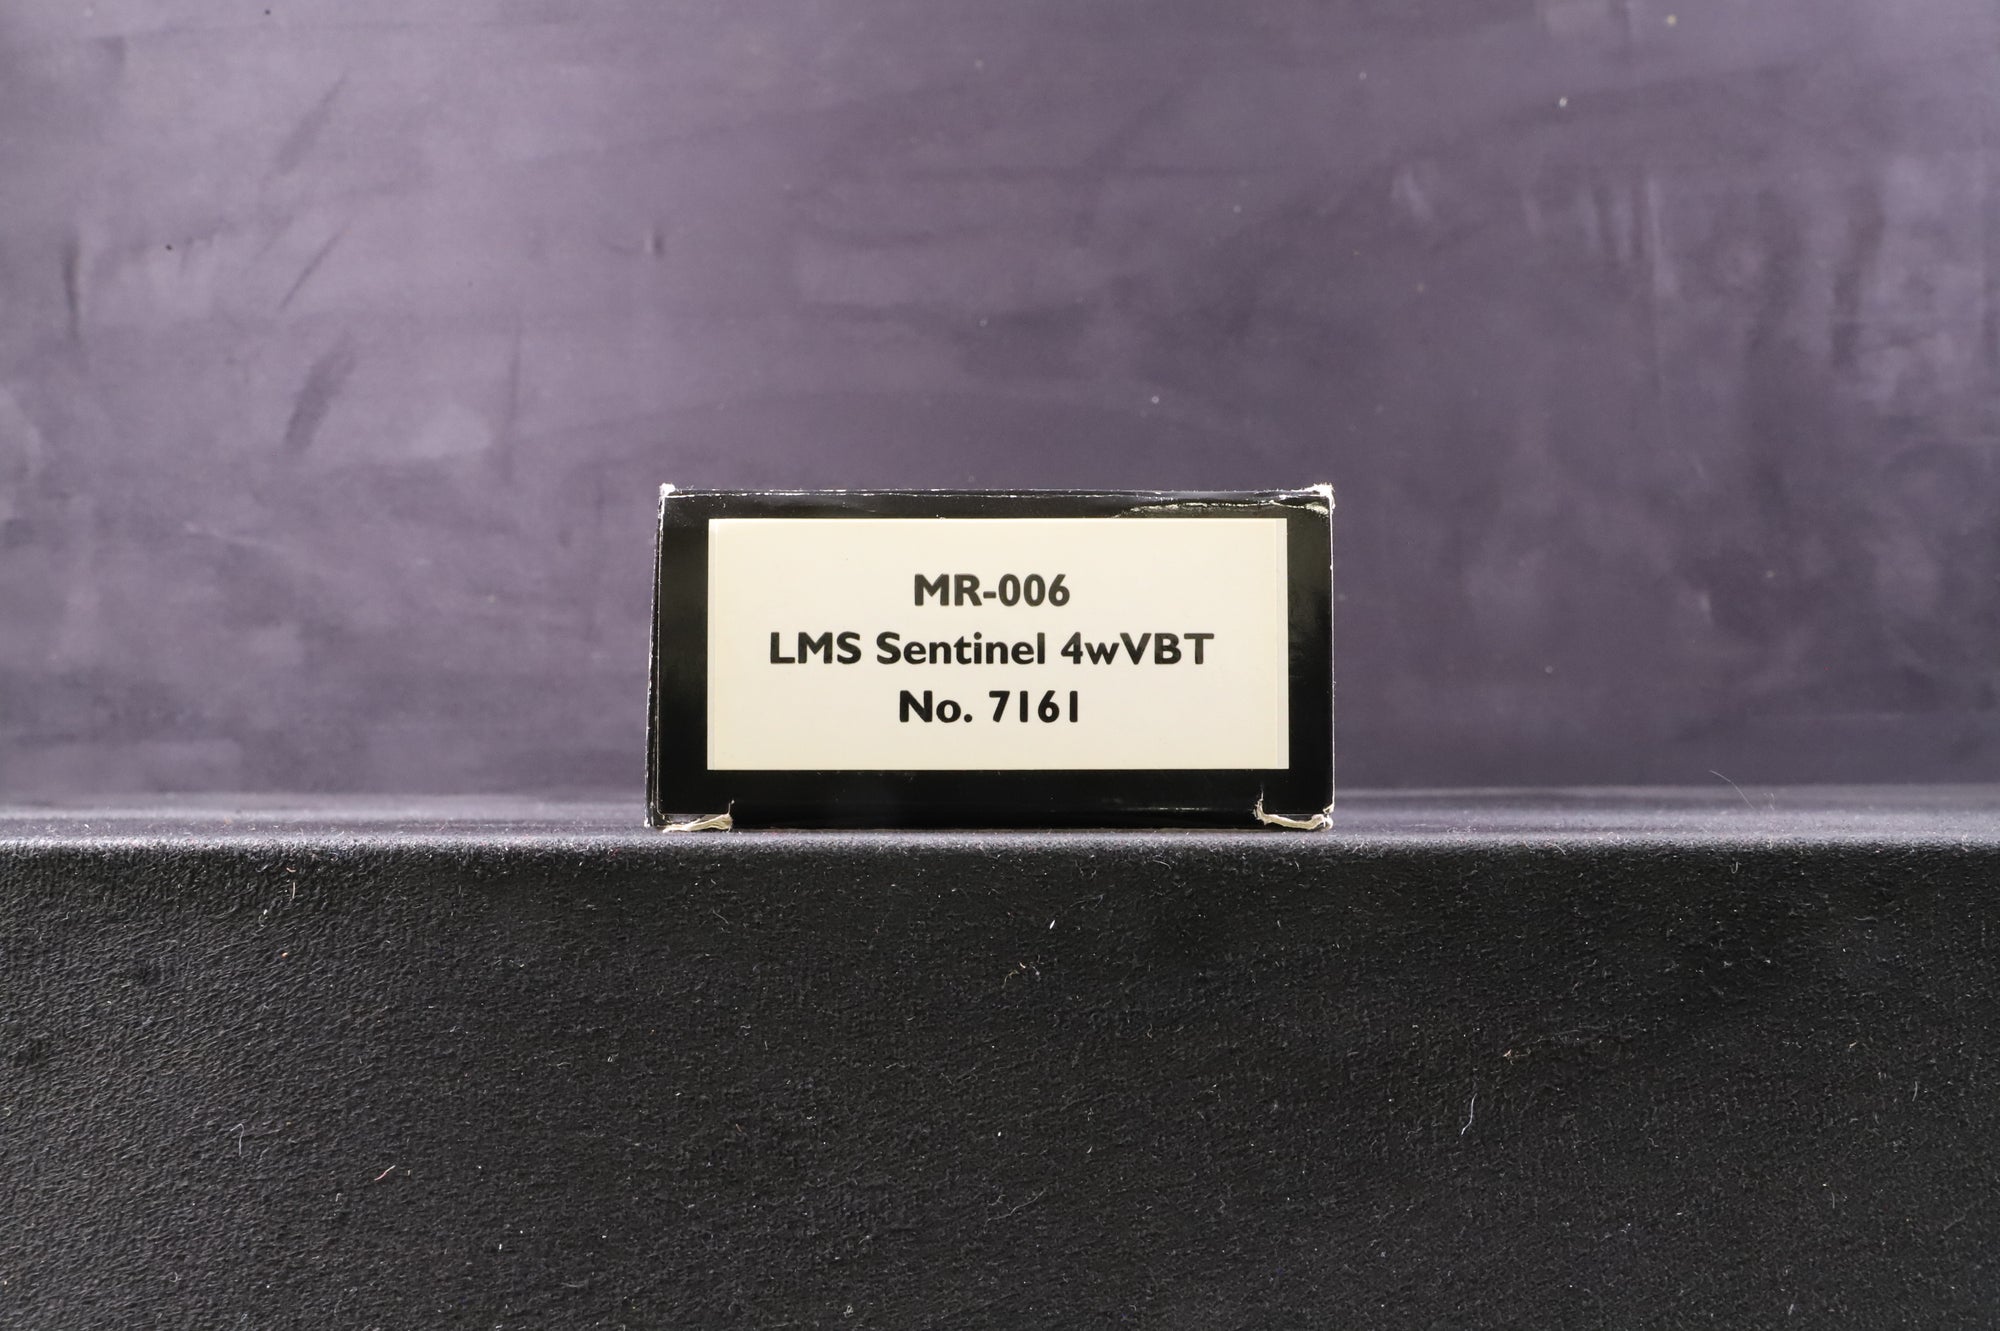 MR-006
LMS Sentinel 4wVBT
No. 7161